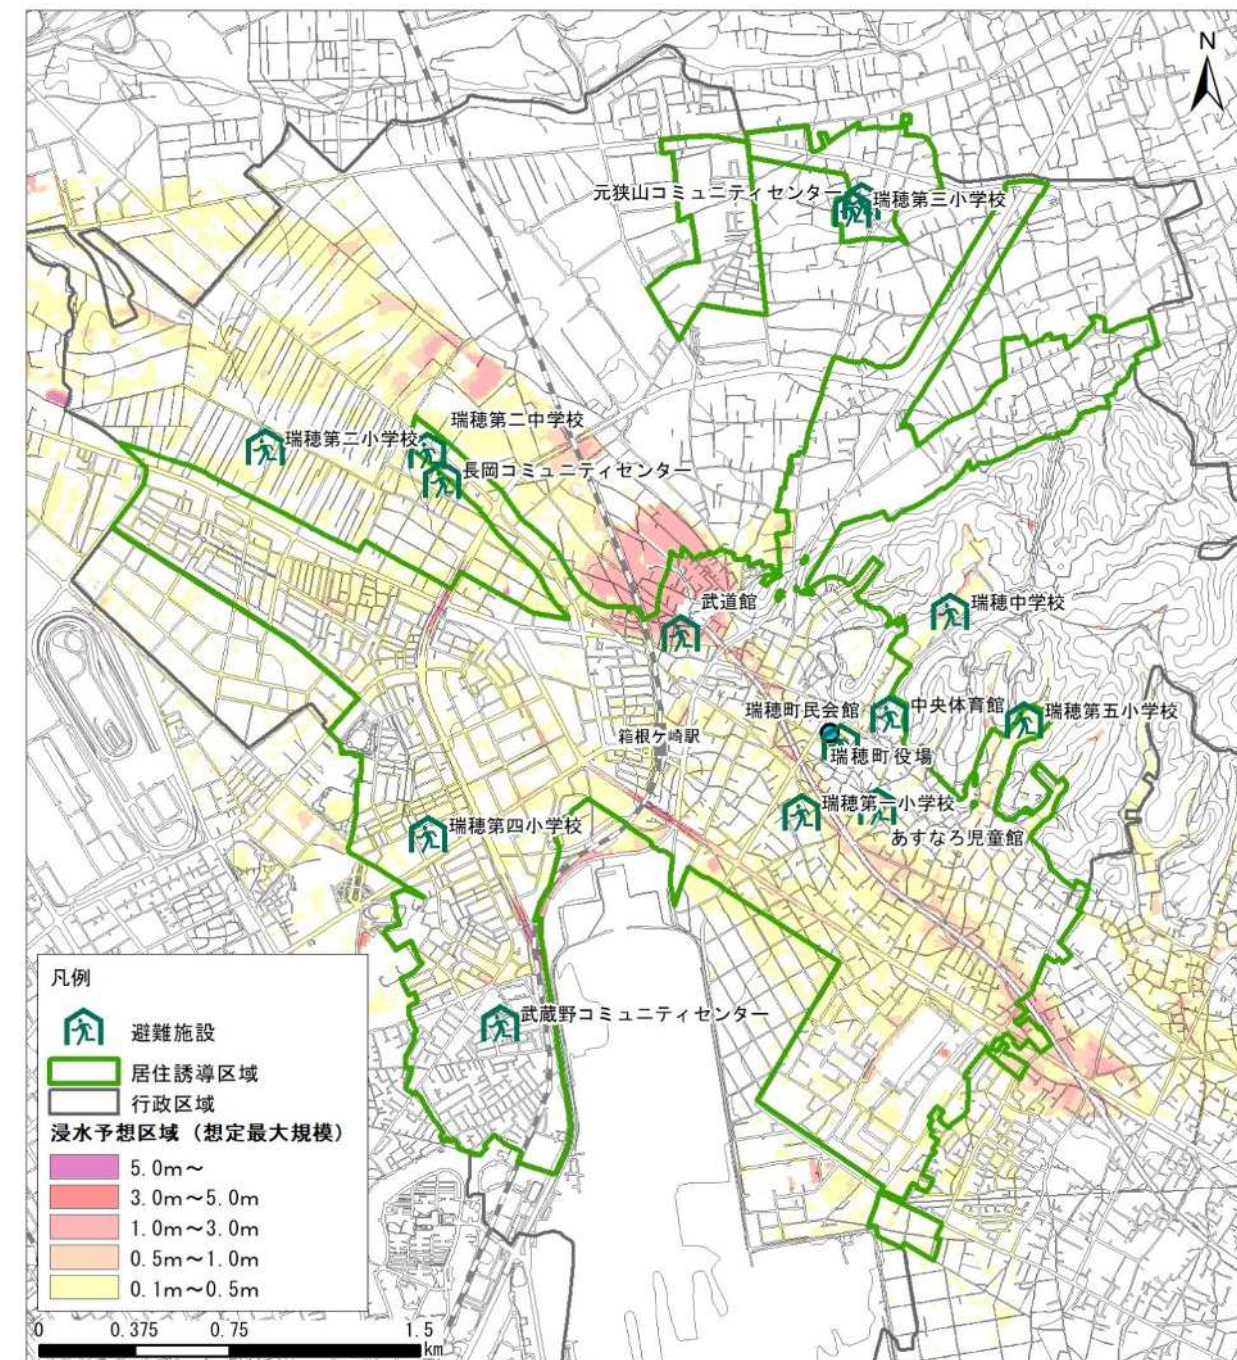 N
元狭山コミュニティセンター
瑞穂第三小学校
瑞穂第二中学校
瑞穂第二小学校
長岡コミュニティセンター
武道館
瑞穂中学校
瑞穂町民会館
中央体育館
瑞穂第五小学校
箱根ケ崎駅
瑞穂町役場
瑞穂第一小学校
瑞穂第四小学校
あすなろ児童館
武蔵野コミュニティセンター
凡例
避難施設
居住誘導区域
行政区域
浸水予想区域（想定最大規模）
5.0m～
3.0m～5.0m
1.0m～3.0m
0.5m～1.0m
0.1m～0.5m
0 0.375 0.75 1.5
km